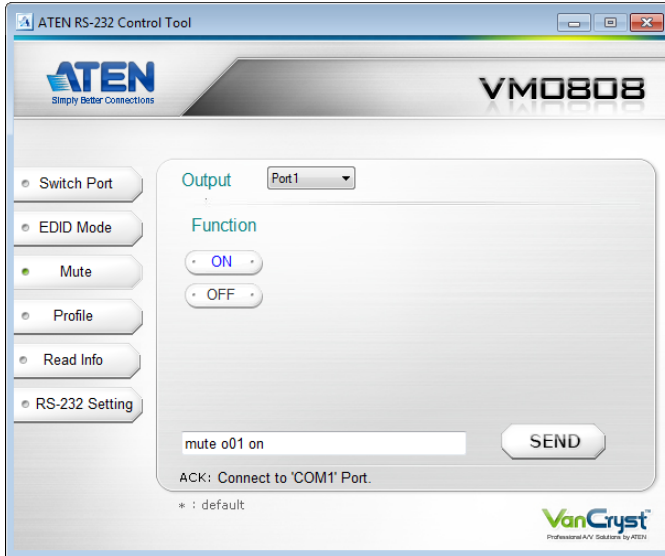 ATEN RS-232 Control Tool
ATEN
Simply Better Connections
VM0808
Switch Port
EDID Mode
Mute
Profile
Read Info
RS-232 Setting
Output
Port1
Function
ON
OFF
mute o01 on
SEND
ACK: Connect to 'COM1' Port.
* : default
VanCryst™
Professional A/V Solutions by ATEN